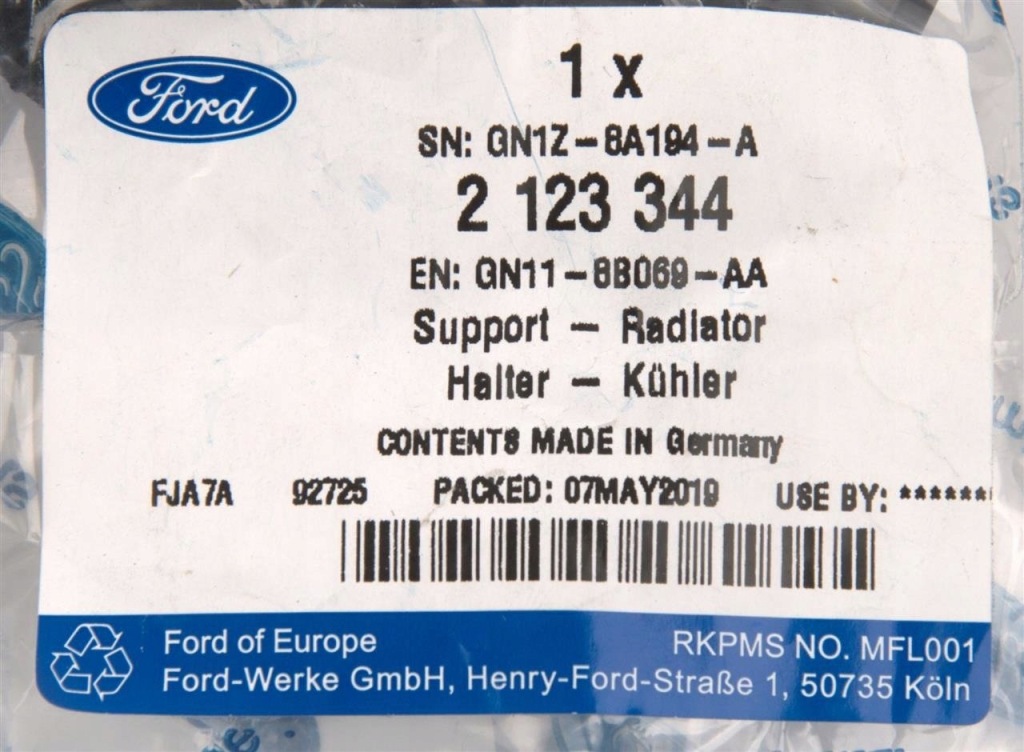 Ford
1 x
SN: GN1Z-8A194-A
2 123 344
EN: GN11-8B069-AA
Support - Radiator
Halter - Kühler
CONTENTS MADE IN Germany
FJA7A 92725 PACKED: 07MAY2019 USE BY: *******
Ford of Europe RKPMS NO. MFL001
Ford-Werke GmbH, Henry-Ford-Straße 1, 50735 Köln